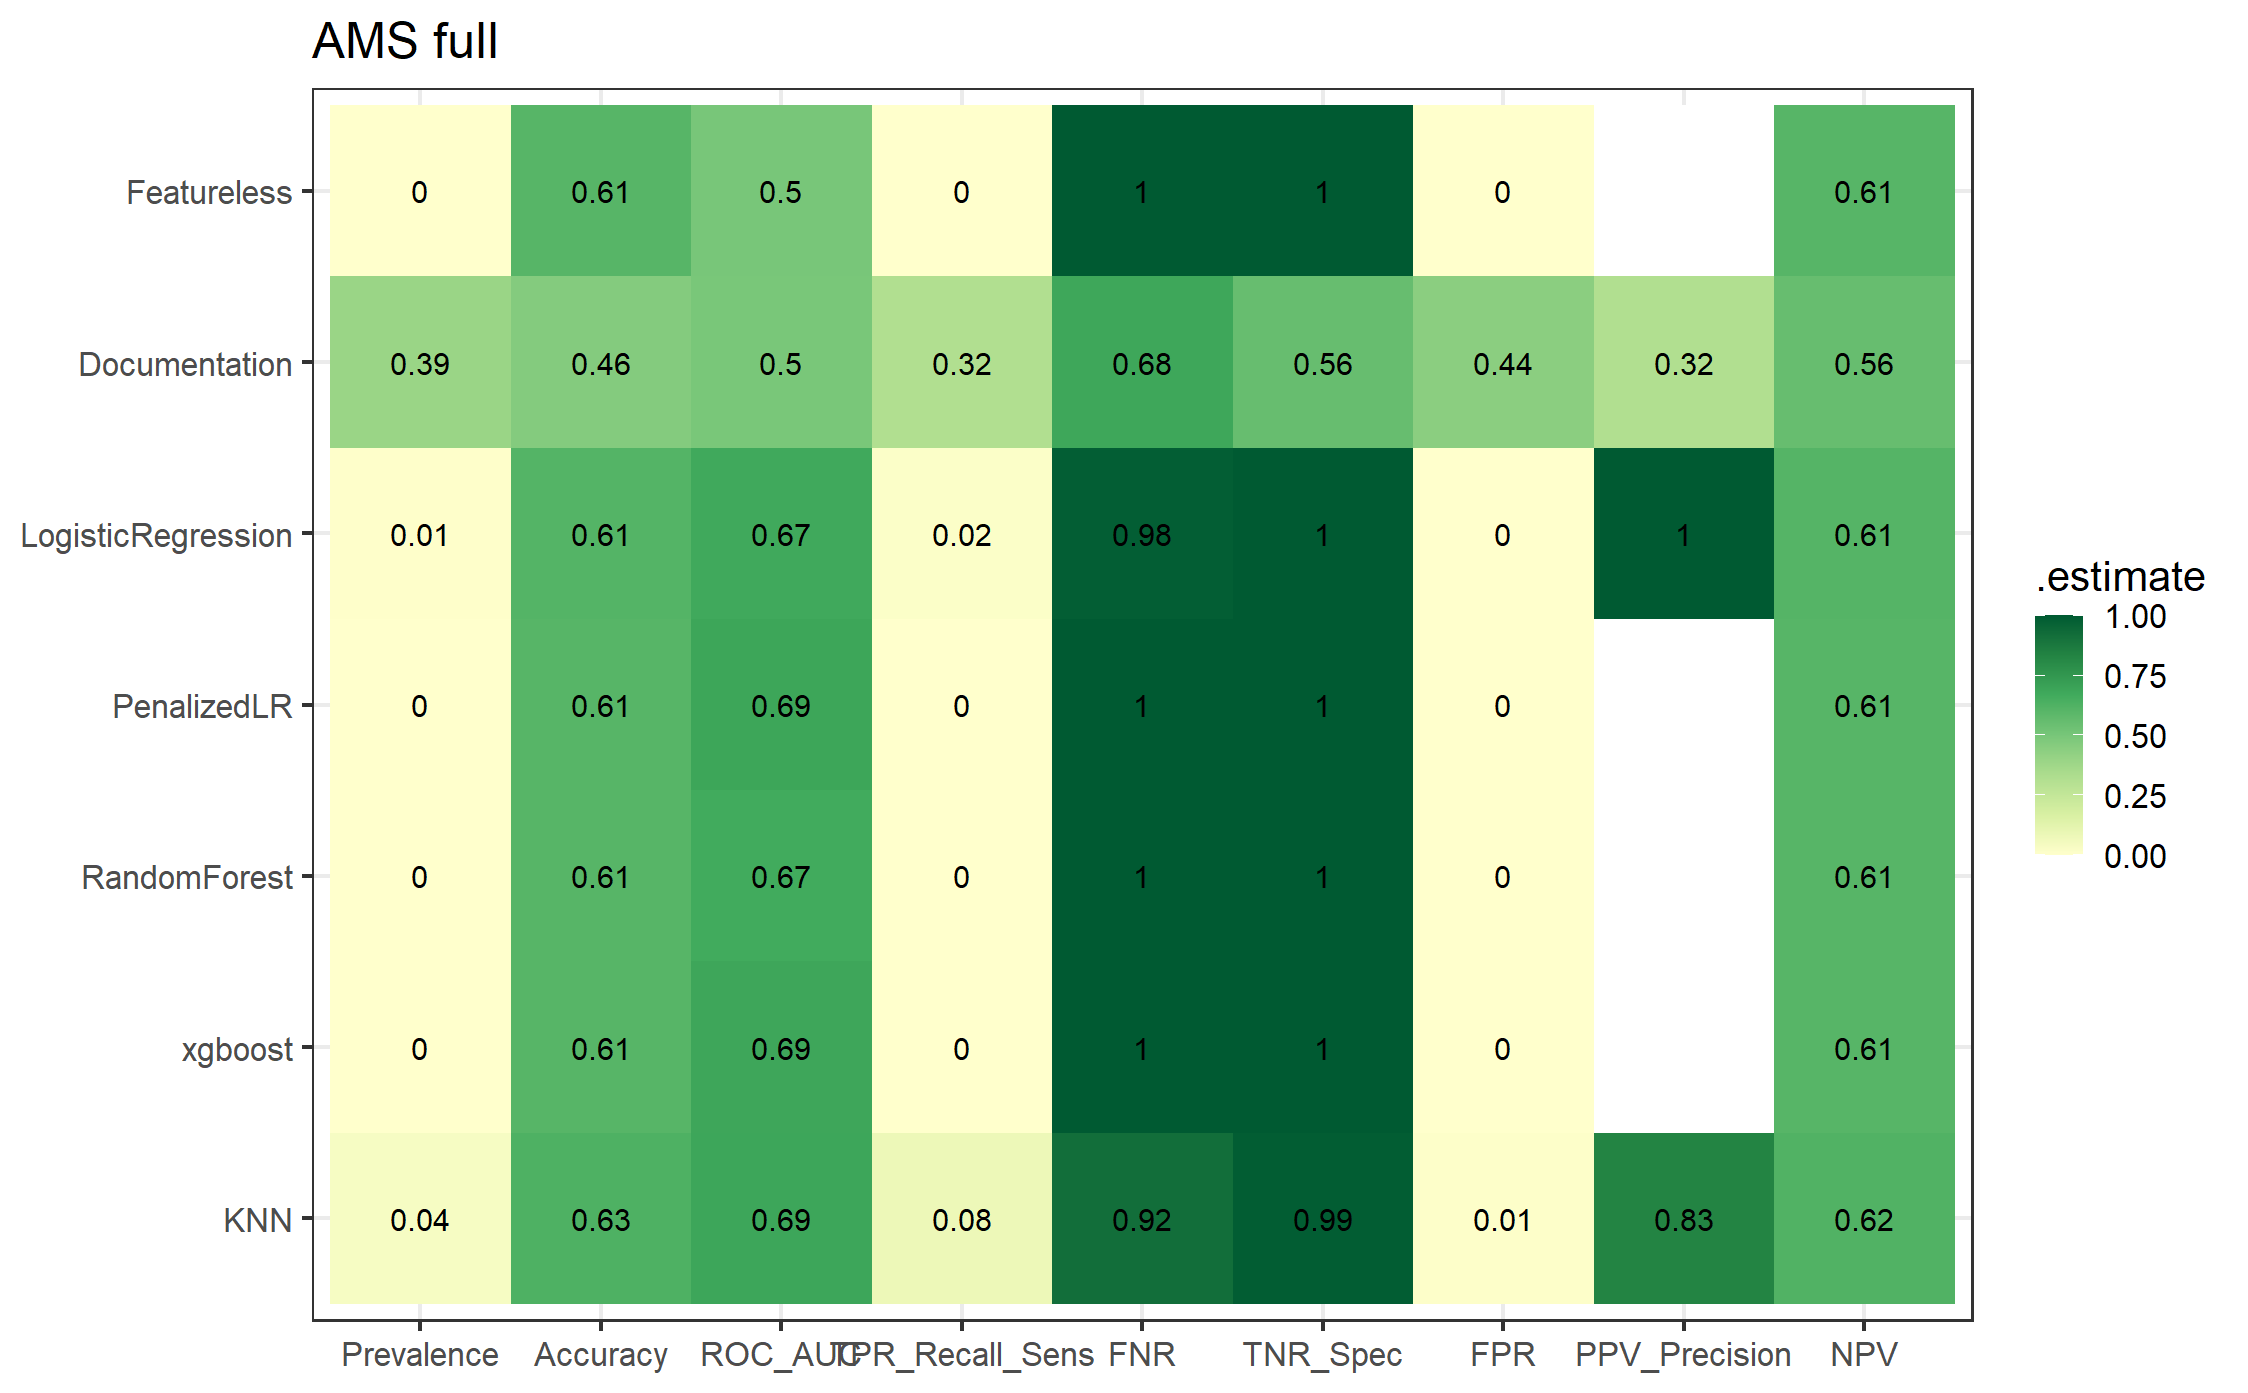 AMS full
Featureless 0 0.61 0.5 0 1 1 0 0.61
Documentation 0.39 0.46 0.5 0.32 0.68 0.56 0.44 0.32 0.56
LogisticRegression 0.01 0.61 0.67 0.02 0.98 1 0 1 0.61
PenalizedLR 0 0.61 0.69 0 1 1 0 0.61
RandomForest 0 0.61 0.67 0 1 1 0 0.61
xgboost 0 0.61 0.69 0 1 1 0 0.61
KNN 0.04 0.63 0.69 0.08 0.92 0.99 0.01 0.83 0.62
Prevalence Accuracy ROC_AUC TPR_Recall_Sens FNR TNR_Spec FPR PPV_Precision NPV
.estimate
1.00
0.75
0.50
0.25
0.00